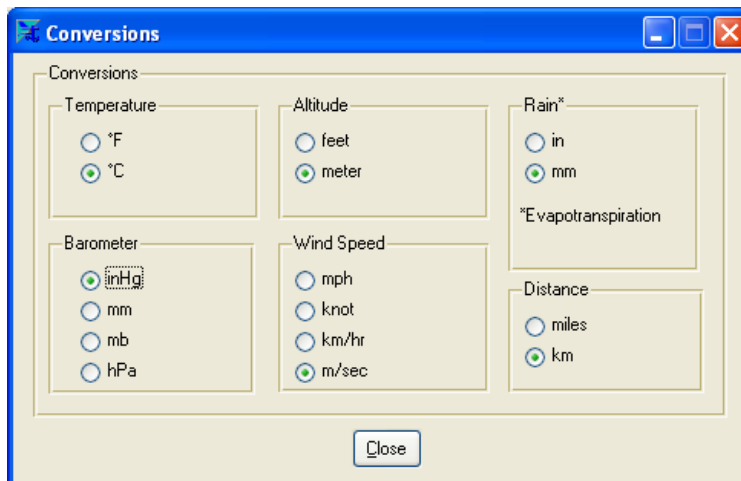 Conversions
Conversions
Temperature
°F
°C
Altitude
feet
meter
Rain*
in
mm
*Evapotranspiration
Barometer
inHg
mm
mb
hPa
Wind Speed
mph
knot
km/hr
m/sec
Distance
miles
km
Close